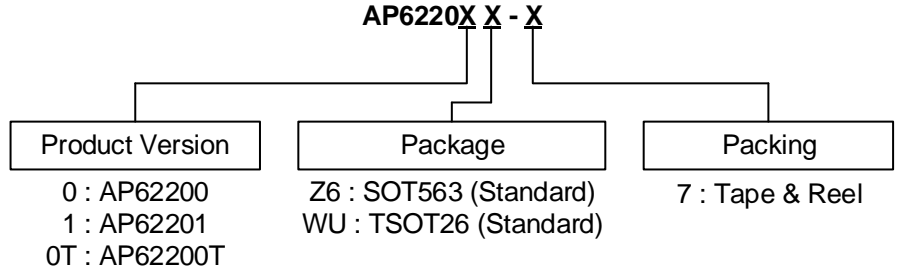 AP6220X X - X
Product Version
Package
Packing
0 : AP62200
1 : AP62201
0T : AP62200T
Z6 : SOT563 (Standard)
WU : TSOT26 (Standard)
7 : Tape & Reel